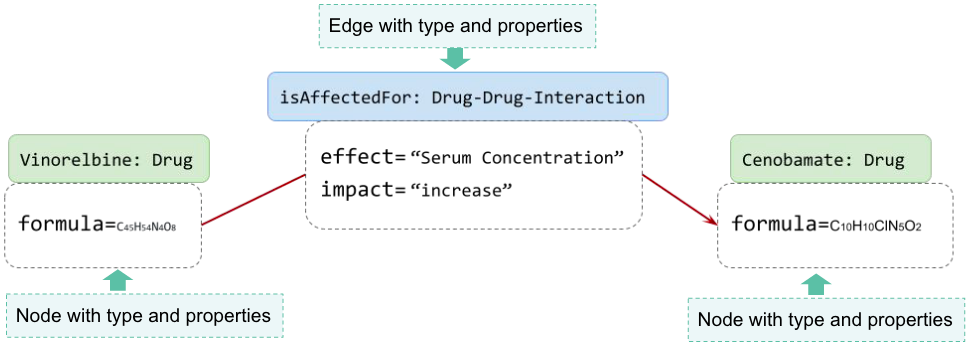 Edge with type and properties
isAffectedFor: Drug-Drug-Interaction
effect= “Serum Concentration”
impact= “increase”
Vinorelbine: Drug
formula=C45H54N4O8
Cenobamate: Drug
formula=C10H10ClN5O2
Node with type and properties
Node with type and properties